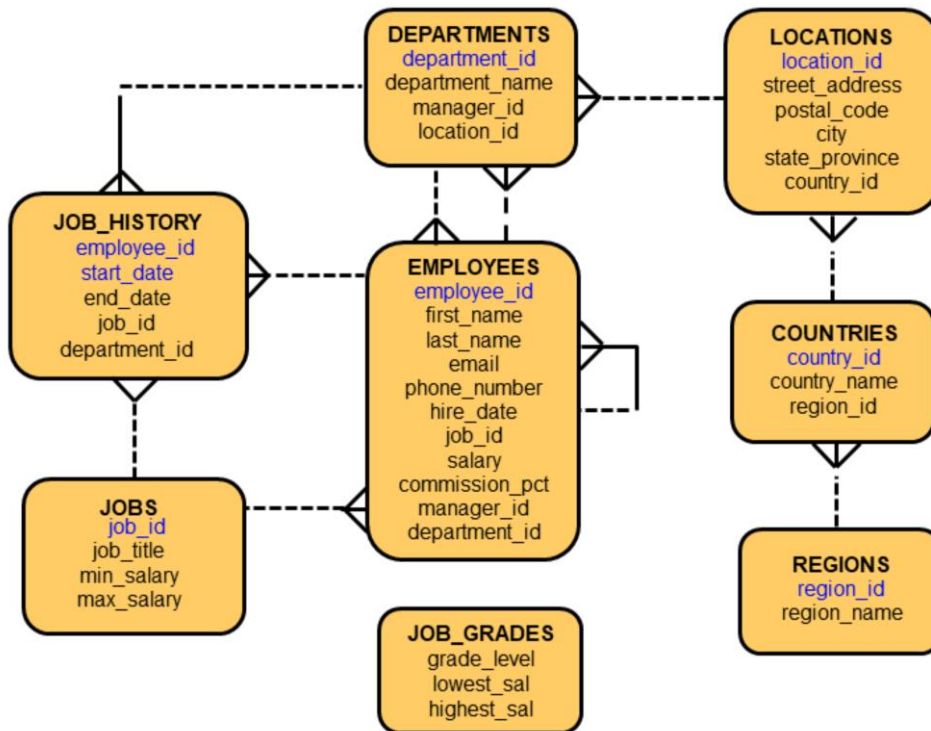 DEPARTMENTS
department_id
department_name
manager_id
location_id
LOCATIONS
location_id
street_address
postal_code
city
state_province
country_id
JOB_HISTORY
employee_id
start_date
end_date
job_id
department_id
EMPLOYEES
employee_id
first_name
last_name
email
phone_number
hire_date
job_id
salary
commission_pct
manager_id
department_id
COUNTRIES
country_id
country_name
region_id
JOBS
job_id
job_title
min_salary
max_salary
REGIONS
region_id
region_name
JOB_GRADES
grade_level
lowest_sal
highest_sal